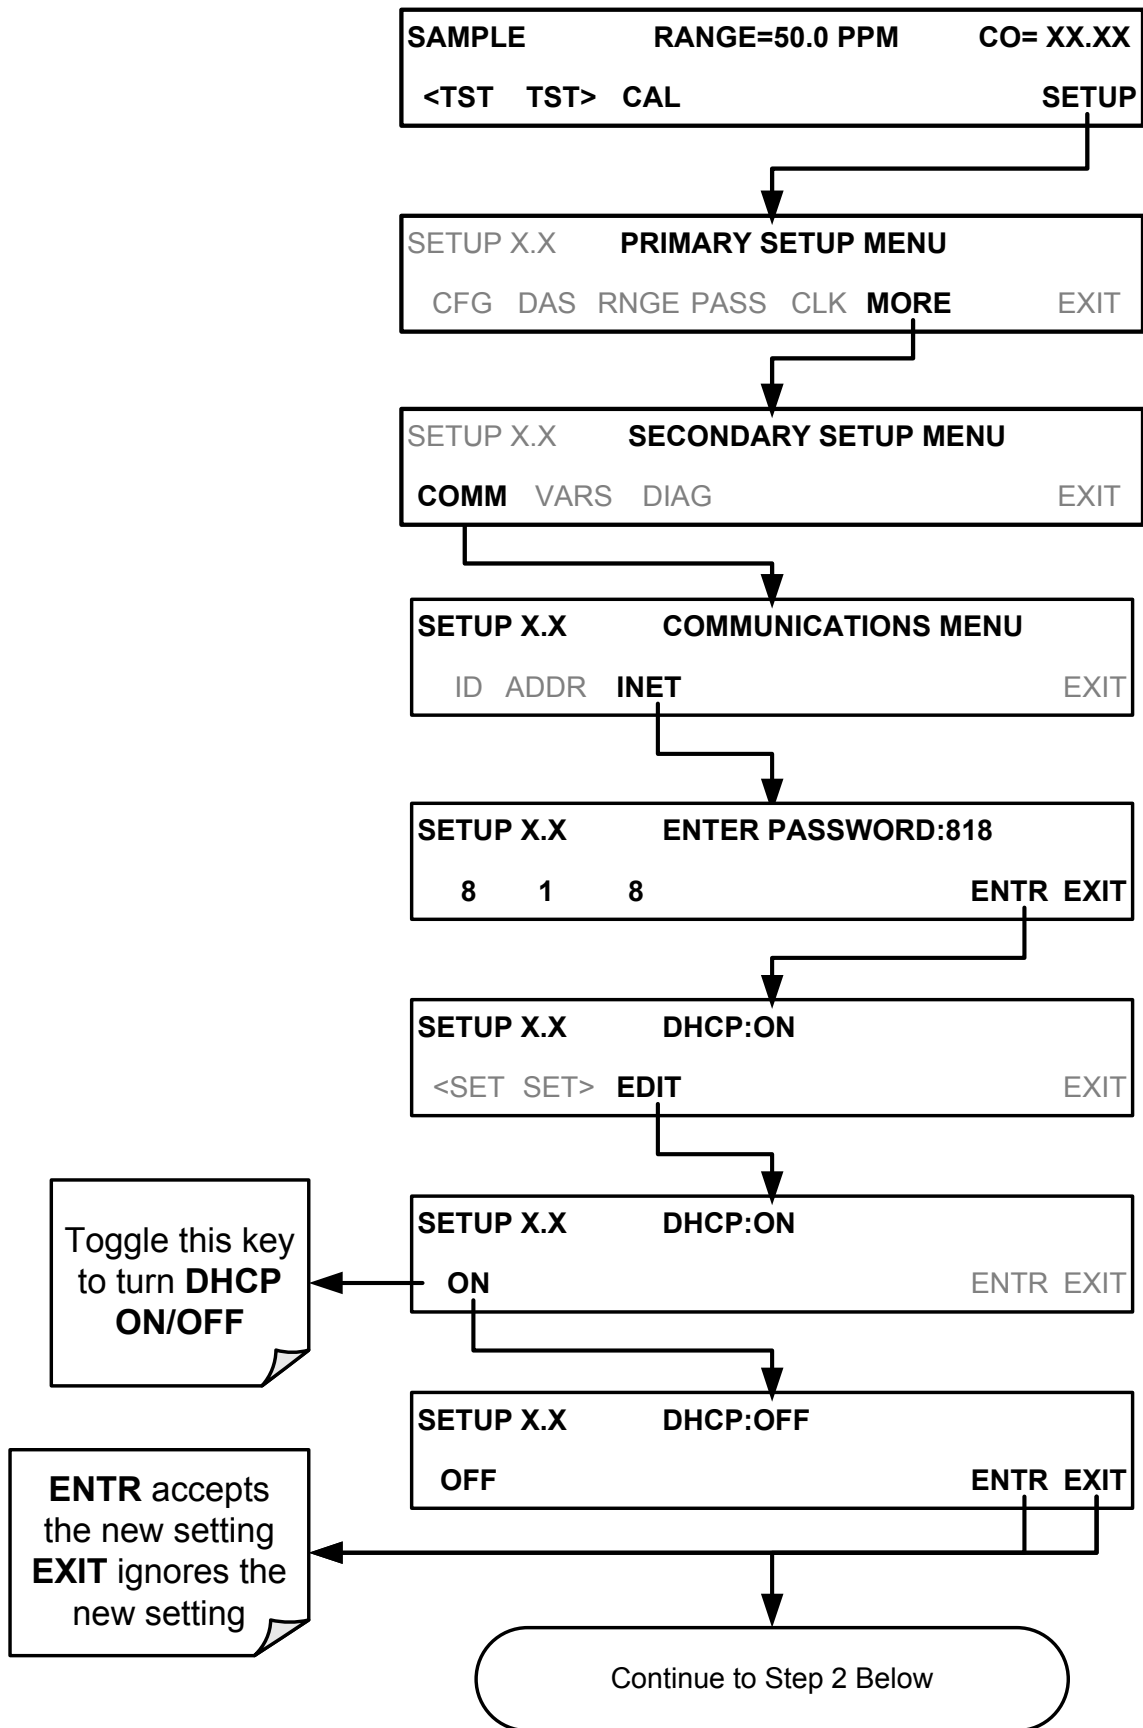 SAMPLE RANGE=50.0 PPM CO= XX.XX
<TST TST> CAL SETUP
SETUP X.X PRIMARY SETUP MENU
CFG DAS RNGE PASS CLK MORE EXIT
SETUP X.X SECONDARY SETUP MENU
COMM VARS DIAG EXIT
SETUP X.X COMMUNICATIONS MENU
ID ADDR INET EXIT
SETUP X.X ENTER PASSWORD:818
8 1 8 ENTR EXIT
SETUP X.X DHCP:ON
<SET SET> EDIT EXIT
Toggle this key
to turn DHCP
ON/OFF
SETUP X.X DHCP:ON
ON ENTR EXIT
SETUP X.X DHCP:OFF
OFF ENTR EXIT
ENTR accepts
the new setting
EXIT ignores the
new setting
Continue to Step 2 Below